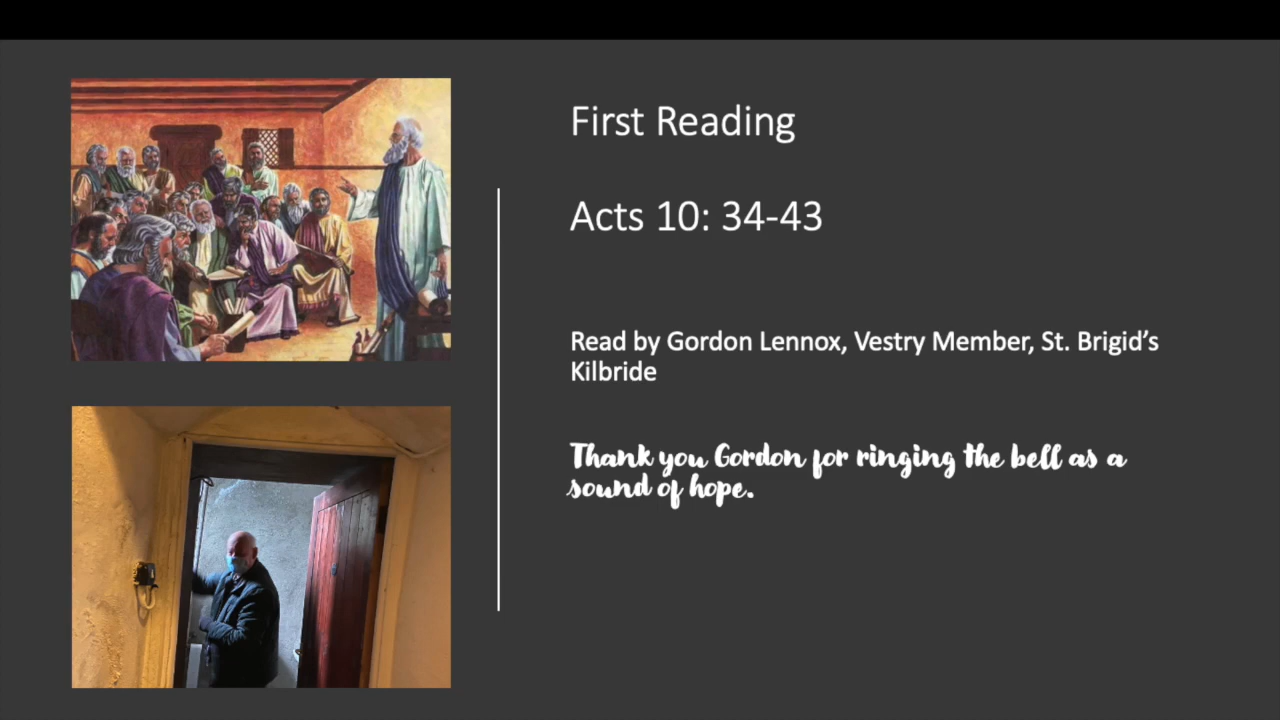 First Reading
Acts 10: 34-43
Read by Gordon Lennox, Vestry Member, St. Brigid’s
Kilbride
Thank you Gordon for ringing the bell as a
sound of hope.